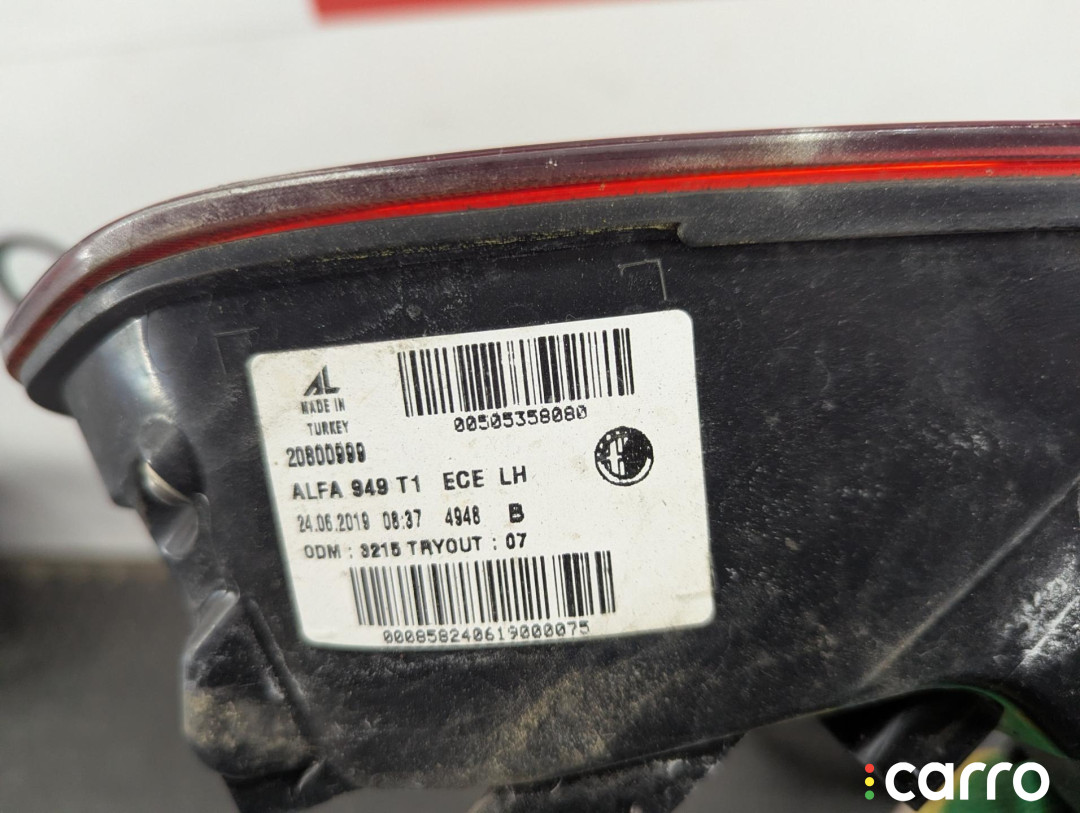 AL
MADE IN
TURKEY
00505358080
20800999
ALFA 949 T1 ECE LH
24.06.2019 08:37 4948 B
ODM : 3215 TRYOUT : 07
000858240619000075
carro